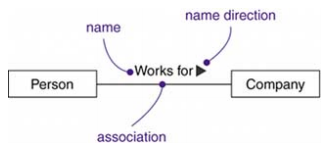 name direction
name
Works for ▶
Person
Company
association